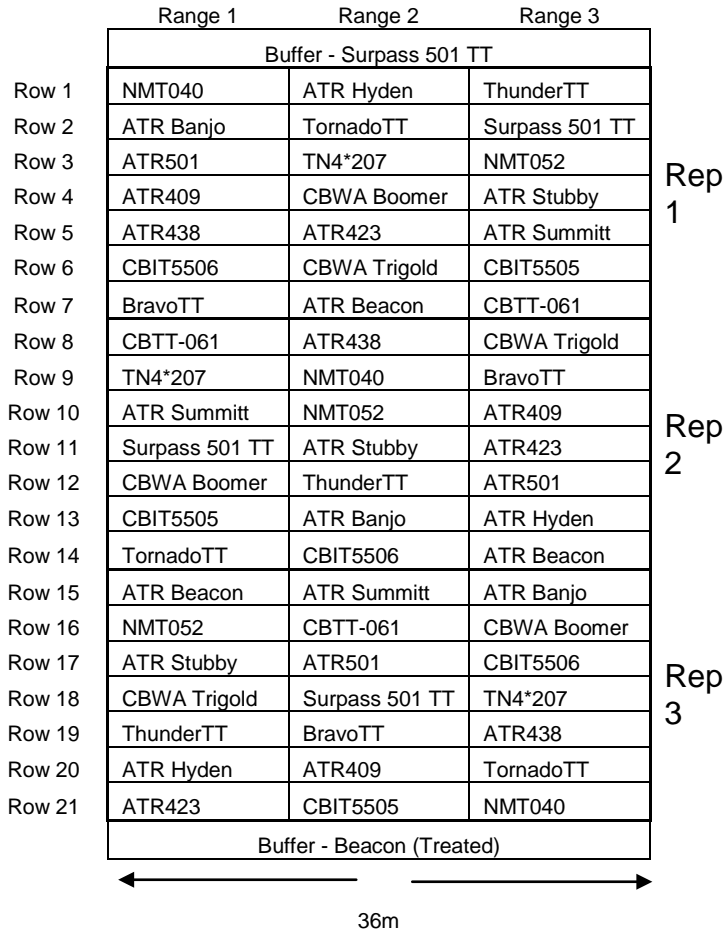 Range 1 Range 2 Range 3
Buffer - Surpass 501 TT
Row 1 NMT040 ATR Hyden ThunderTT
Row 2 ATR Banjo TornadoTT Surpass 501 TT
Row 3 ATR501 TN4*207 NMT052
Row 4 ATR409 CBWA Boomer ATR Stubby
Row 5 ATR438 ATR423 ATR Summitt
Row 6 CBIT5506 CBWA Trigold CBIT5505
Row 7 BravoTT ATR Beacon CBTT-061
Rep
1
Row 8 CBTT-061 ATR438 CBWA Trigold
Row 9 TN4*207 NMT040 BravoTT
Row 10 ATR Summitt NMT052 ATR409
Row 11 Surpass 501 TT ATR Stubby ATR423
Row 12 CBWA Boomer ThunderTT ATR501
Row 13 CBIT5505 ATR Banjo ATR Hyden
Row 14 TornadoTT CBIT5506 ATR Beacon
Rep
2
Row 15 ATR Beacon ATR Summitt ATR Banjo
Row 16 NMT052 CBTT-061 CBWA Boomer
Row 17 ATR Stubby ATR501 CBIT5506
Row 18 CBWA Trigold Surpass 501 TT TN4*207
Row 19 ThunderTT BravoTT ATR438
Row 20 ATR Hyden ATR409 TornadoTT
Row 21 ATR423 CBIT5505 NMT040
Rep
3
Buffer - Beacon (Treated)
36m